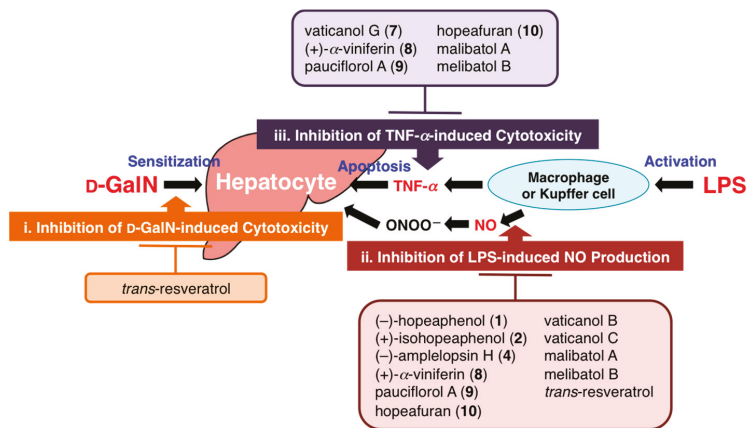 vaticanol G (7) hopeafuran (10)
(+)-α-viniferin (8) malibatol A
pauciflorol A (9) melibatol B
iii. Inhibition of TNF-α-induced Cytotoxicity
Sensitization
Apoptosis
Activation
D-GalN
Hepatocyte
TNF-α
Macrophage
or Kupffer cell
LPS
ONOO⁻
NO
i. Inhibition of D-GalN-induced Cytotoxicity
ii. Inhibition of LPS-induced NO Production
trans-resveratrol
(−)-hopeaphenol (1) vaticanol B
(+)-isohopeaphenol (2) vaticanol C
(−)-amplelopsin H (4) malibatol A
(+)-α-viniferin (8) melibatol B
pauciflorol A (9) trans-resveratrol
hopeafuran (10)